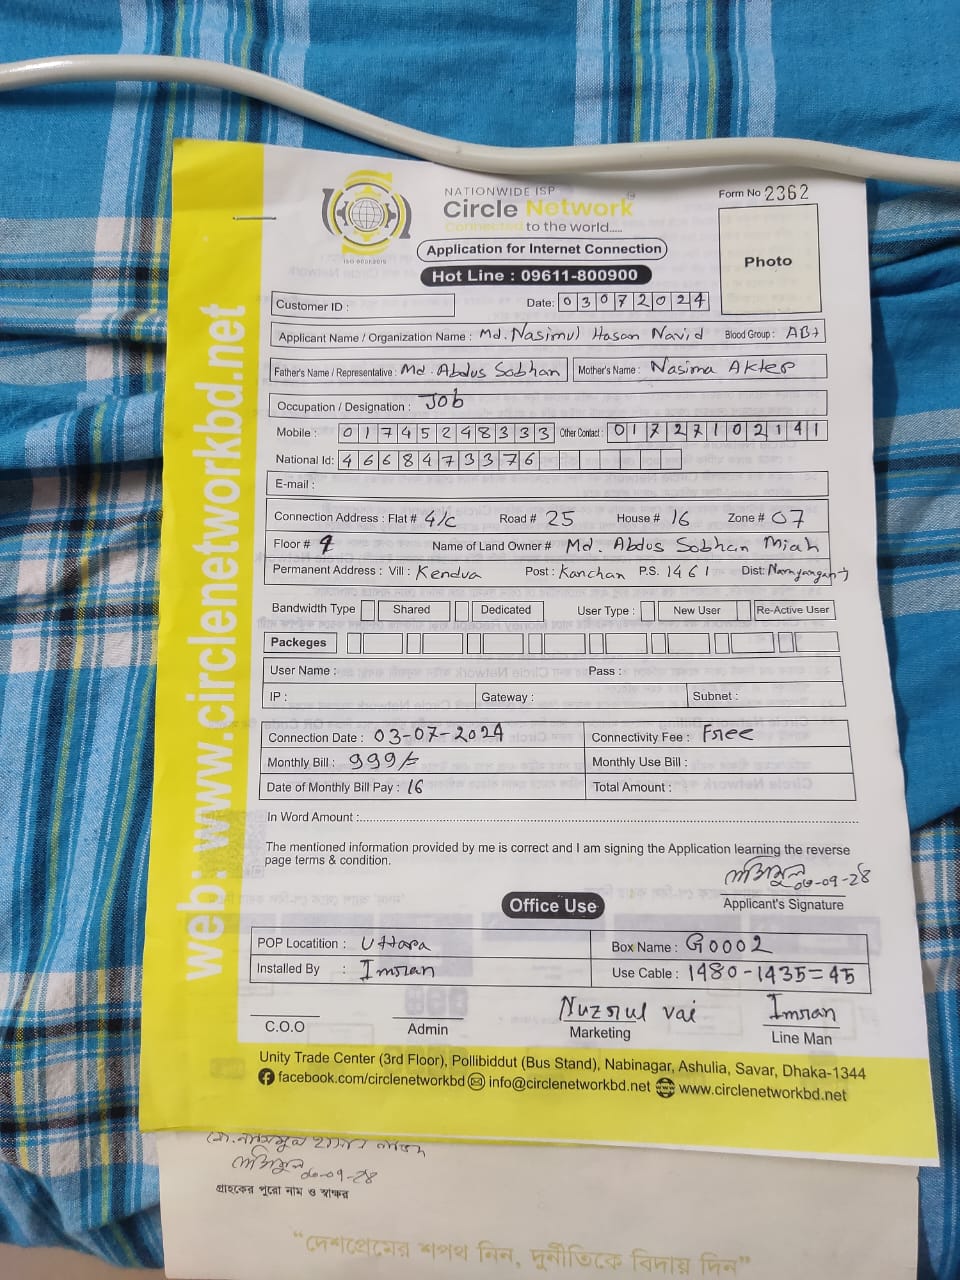 NATIONWIDE ISP
Circle Network
Connected to the world.....
ISO 9001:2015
Form No 2362
Application for Internet Connection
Hot Line : 09611-800900
Photo
Customer ID :
Date: 03072024
Applicant Name / Organization Name : Md. Nasimul Hasan Navid Blood Group : AB+
Father's Name / Representative : Md. Abdus Sobhan Mother's Name : Nasima Akter
Occupation / Designation : Job
Mobile : 01745248333 Other Contact : 01727102141
National Id: 4668473376
E-mail :
Connection Address : Flat # 4/c Road # 25 House # 16 Zone # 07
Floor # 4 Name of Land Owner # Md. Abdus Sobhan Miah
Permanent Address : Vill : Kendua Post : Kanchan P.S. 1461 Dist: Narayanganj
Bandwidth Type Shared Dedicated User Type : New User Re-Active User
Packeges
User Name : Pass :
IP : Gateway : Subnet :
Connection Date : 03-07-2024 Connectivity Fee : Free
Monthly Bill : 999/= Monthly Use Bill :
Date of Monthly Bill Pay : 16 Total Amount :
In Word Amount :
The mentioned information provided by me is correct and I am signing the Application learning the reverse
page terms & condition.
০৩-০৭-২৪
Applicant's Signature
Office Use
POP Locatition : Uttara Box Name : G0002
Installed By : Imran Use Cable : 1480-1435=45
Nuzrul vai Imran
C.O.O Admin Marketing Line Man
Unity Trade Center (3rd Floor), Pollibiddut (Bus Stand), Nabinagar, Ashulia, Savar, Dhaka-1344
facebook.com/circlenetworkbd info@circlenetworkbd.net www.circlenetworkbd.net
web: www.circlenetworkbd.net
০৩-০৭-২৪
গ্রাহকের পুরো নাম ও স্বাক্ষর
“দেশপ্রেমের শপথ নিন, দুর্নীতিকে বিদায় দিন”